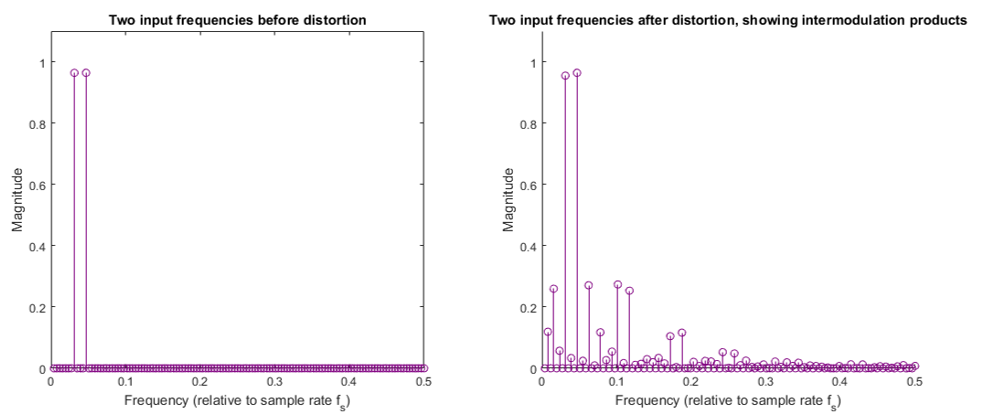 Two input frequencies before distortion
1
0.8
0.6
0.4
0.2
0
Magnitude
0 0.1 0.2 0.3 0.4 0.5
Frequency (relative to sample rate fs)
Two input frequencies after distortion, showing intermodulation products
1
0.8
0.6
0.4
0.2
0
Magnitude
0 0.1 0.2 0.3 0.4 0.5
Frequency (relative to sample rate fs)